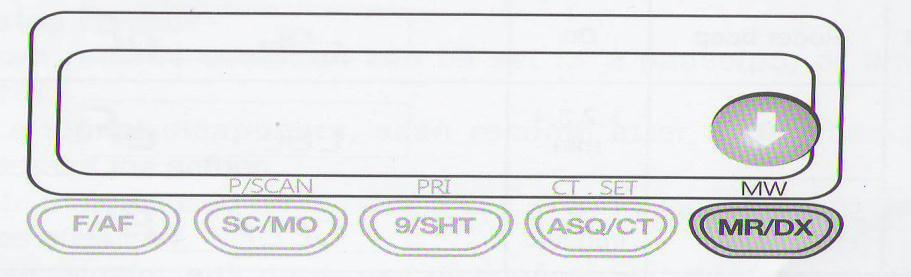 P/SCAN PRI CT . SET MW
F/AF SC/MO 9/SHT ASQ/CT MR/DX